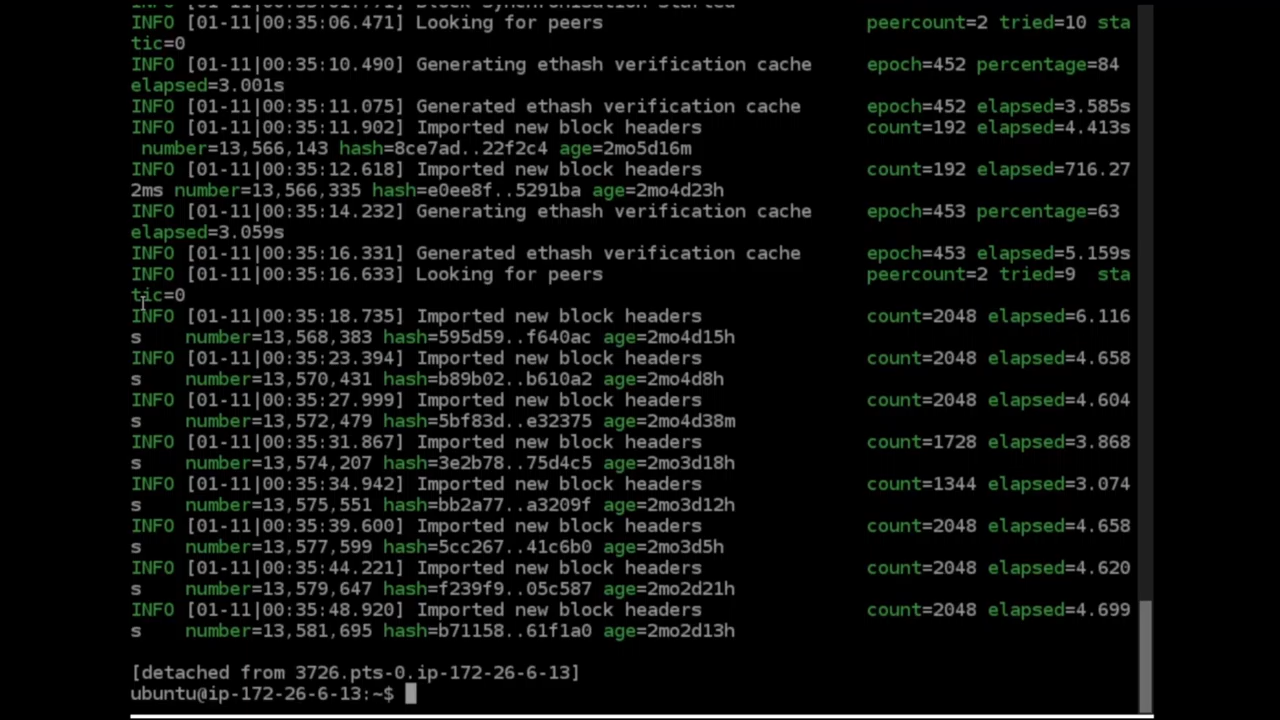 INFO [01-11|00:35:01.791] Block synchronisation started
INFO [01-11|00:35:06.471] Looking for peers                        peercount=2 tried=10 sta
tic=0
INFO [01-11|00:35:10.490] Generating ethash verification cache     epoch=452 percentage=84
elapsed=3.001s
INFO [01-11|00:35:11.075] Generated ethash verification cache      epoch=452 elapsed=3.585s
INFO [01-11|00:35:11.902] Imported new block headers               count=192 elapsed=4.413s
 number=13,566,143 hash=8ce7ad..22f2c4 age=2mo5d16m
INFO [01-11|00:35:12.618] Imported new block headers               count=192 elapsed=716.27
2ms number=13,566,335 hash=e0ee8f..5291ba age=2mo4d23h
INFO [01-11|00:35:14.232] Generating ethash verification cache     epoch=453 percentage=63
elapsed=3.059s
INFO [01-11|00:35:16.331] Generated ethash verification cache      epoch=453 elapsed=5.159s
INFO [01-11|00:35:16.633] Looking for peers                        peercount=2 tried=9  sta
tic=0
INFO [01-11|00:35:18.735] Imported new block headers               count=2048 elapsed=6.116
s    number=13,568,383 hash=595d59..f640ac age=2mo4d15h
INFO [01-11|00:35:23.394] Imported new block headers               count=2048 elapsed=4.658
s    number=13,570,431 hash=b89b02..b610a2 age=2mo4d8h
INFO [01-11|00:35:27.999] Imported new block headers               count=2048 elapsed=4.604
s    number=13,572,479 hash=5bf83d..e32375 age=2mo4d38m
INFO [01-11|00:35:31.867] Imported new block headers               count=1728 elapsed=3.868
s    number=13,574,207 hash=3e2b78..75d4c5 age=2mo3d18h
INFO [01-11|00:35:34.942] Imported new block headers               count=1344 elapsed=3.074
s    number=13,575,551 hash=bb2a77..a3209f age=2mo3d12h
INFO [01-11|00:35:39.600] Imported new block headers               count=2048 elapsed=4.658
s    number=13,577,599 hash=5cc267..41c6b0 age=2mo3d5h
INFO [01-11|00:35:44.221] Imported new block headers               count=2048 elapsed=4.620
s    number=13,579,647 hash=f239f9..05c587 age=2mo2d21h
INFO [01-11|00:35:48.920] Imported new block headers               count=2048 elapsed=4.699
s    number=13,581,695 hash=b71158..61f1a0 age=2mo2d13h
[detached from 3726.pts-0.ip-172-26-6-13]
ubuntu@ip-172-26-6-13:~$